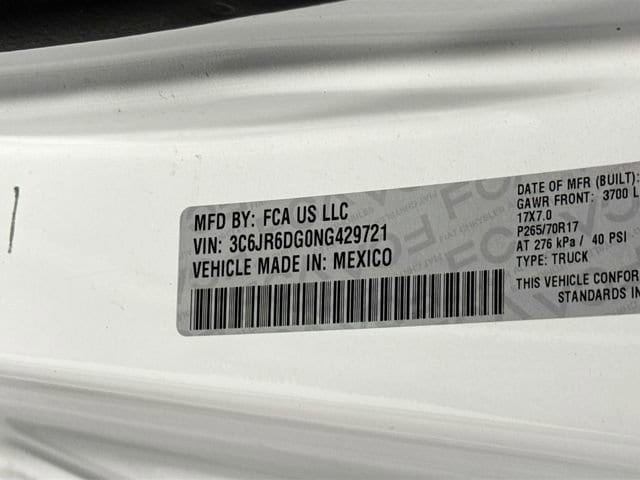 MFD BY: FCA US LLC
VIN: 3C6JR6DG0NG429721
VEHICLE MADE IN: MEXICO
DATE OF MFR (BUILT):
GAWR FRONT: 3700 L
17X7.0
P265/70R17
AT 276 kPa / 40 PSI
TYPE: TRUCK
THIS VEHICLE CONFOR
STANDARDS IN